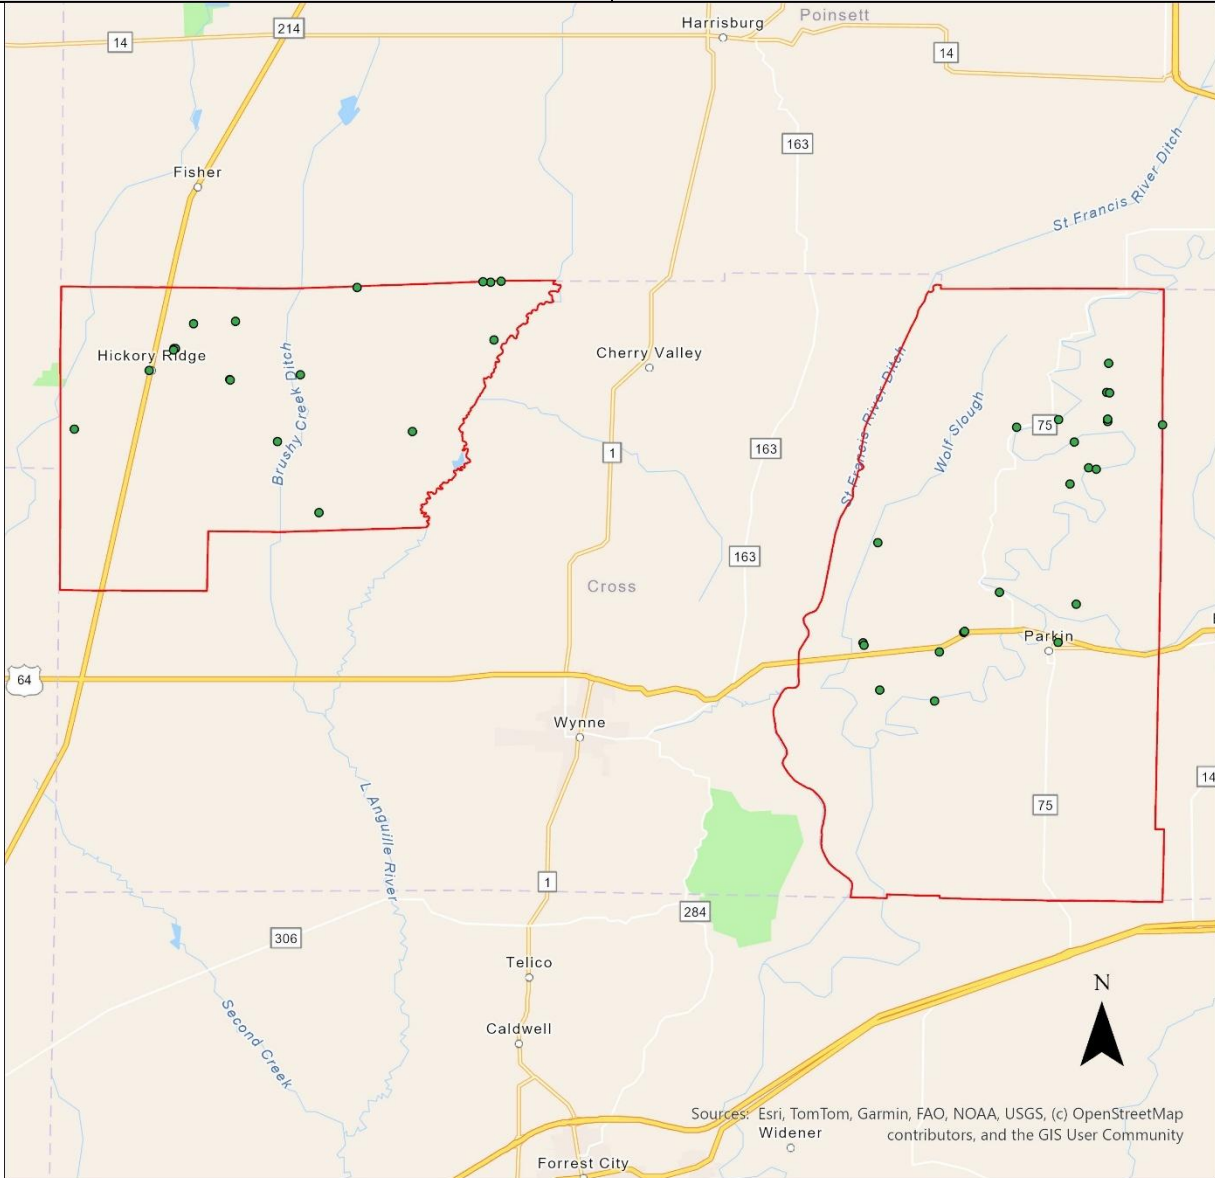 Harrisburg
Poinsett
214
14
14
163
St Francis River Ditch
Fisher
Hickory Ridge
Cherry Valley
Brushy Creek Ditch
St Francis River Ditch
Wolf Slough
75
1
163
163
Cross
Parkin
64
Wynne
14
75
L Anguille River
1
284
306
Telico
Second Creek
Caldwell
N
Sources: Esri, TomTom, Garmin, FAO, NOAA, USGS, (c) OpenStreetMap
contributors, and the GIS User Community
Widener
Forrest City